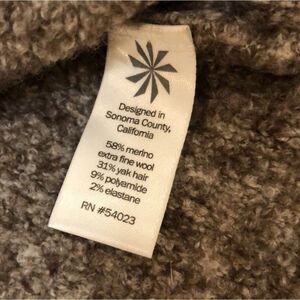 Designed in
Sonoma County,
California
58% merino
extra fine wool
31% yak hair
9% polyamide
2% elastane
RN #54023